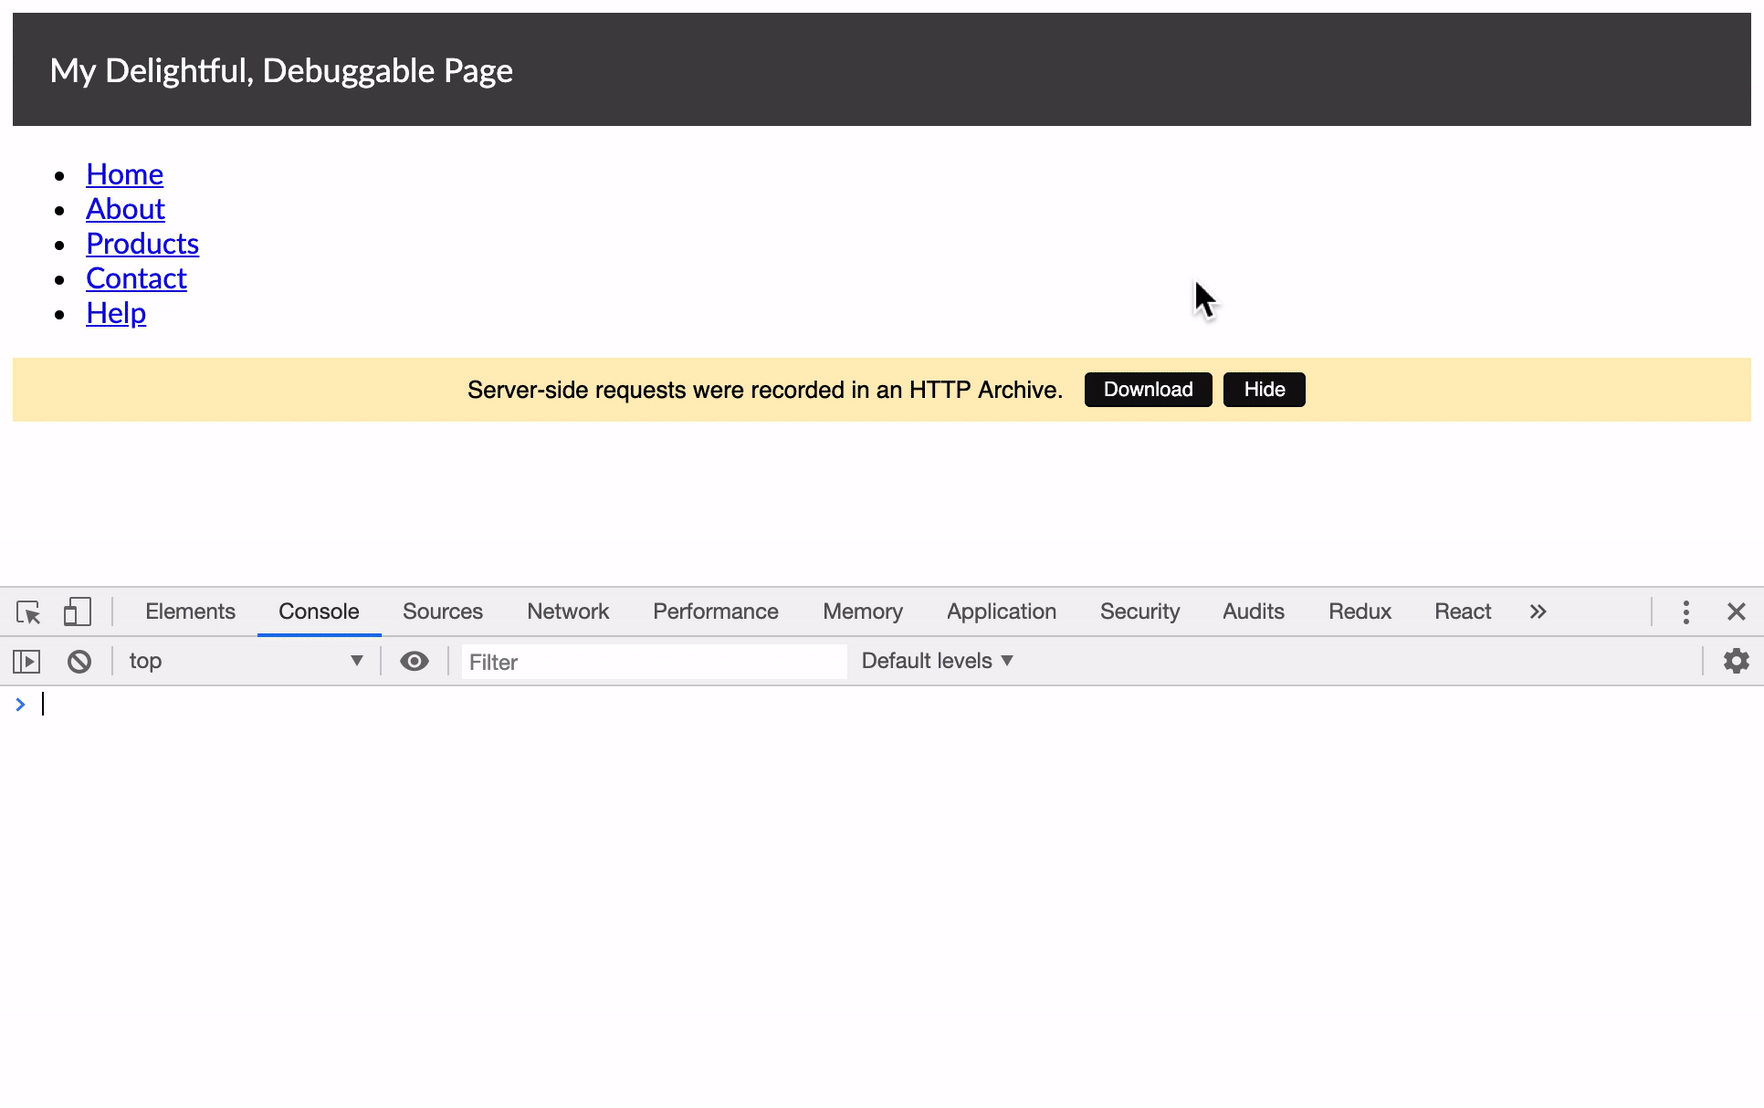 My Delightful, Debuggable Page
Home
About
Products
Contact
Help
Server-side requests were recorded in an HTTP Archive. Download Hide
Elements Console Sources Network Performance Memory Application Security Audits Redux React
top Filter Default levels